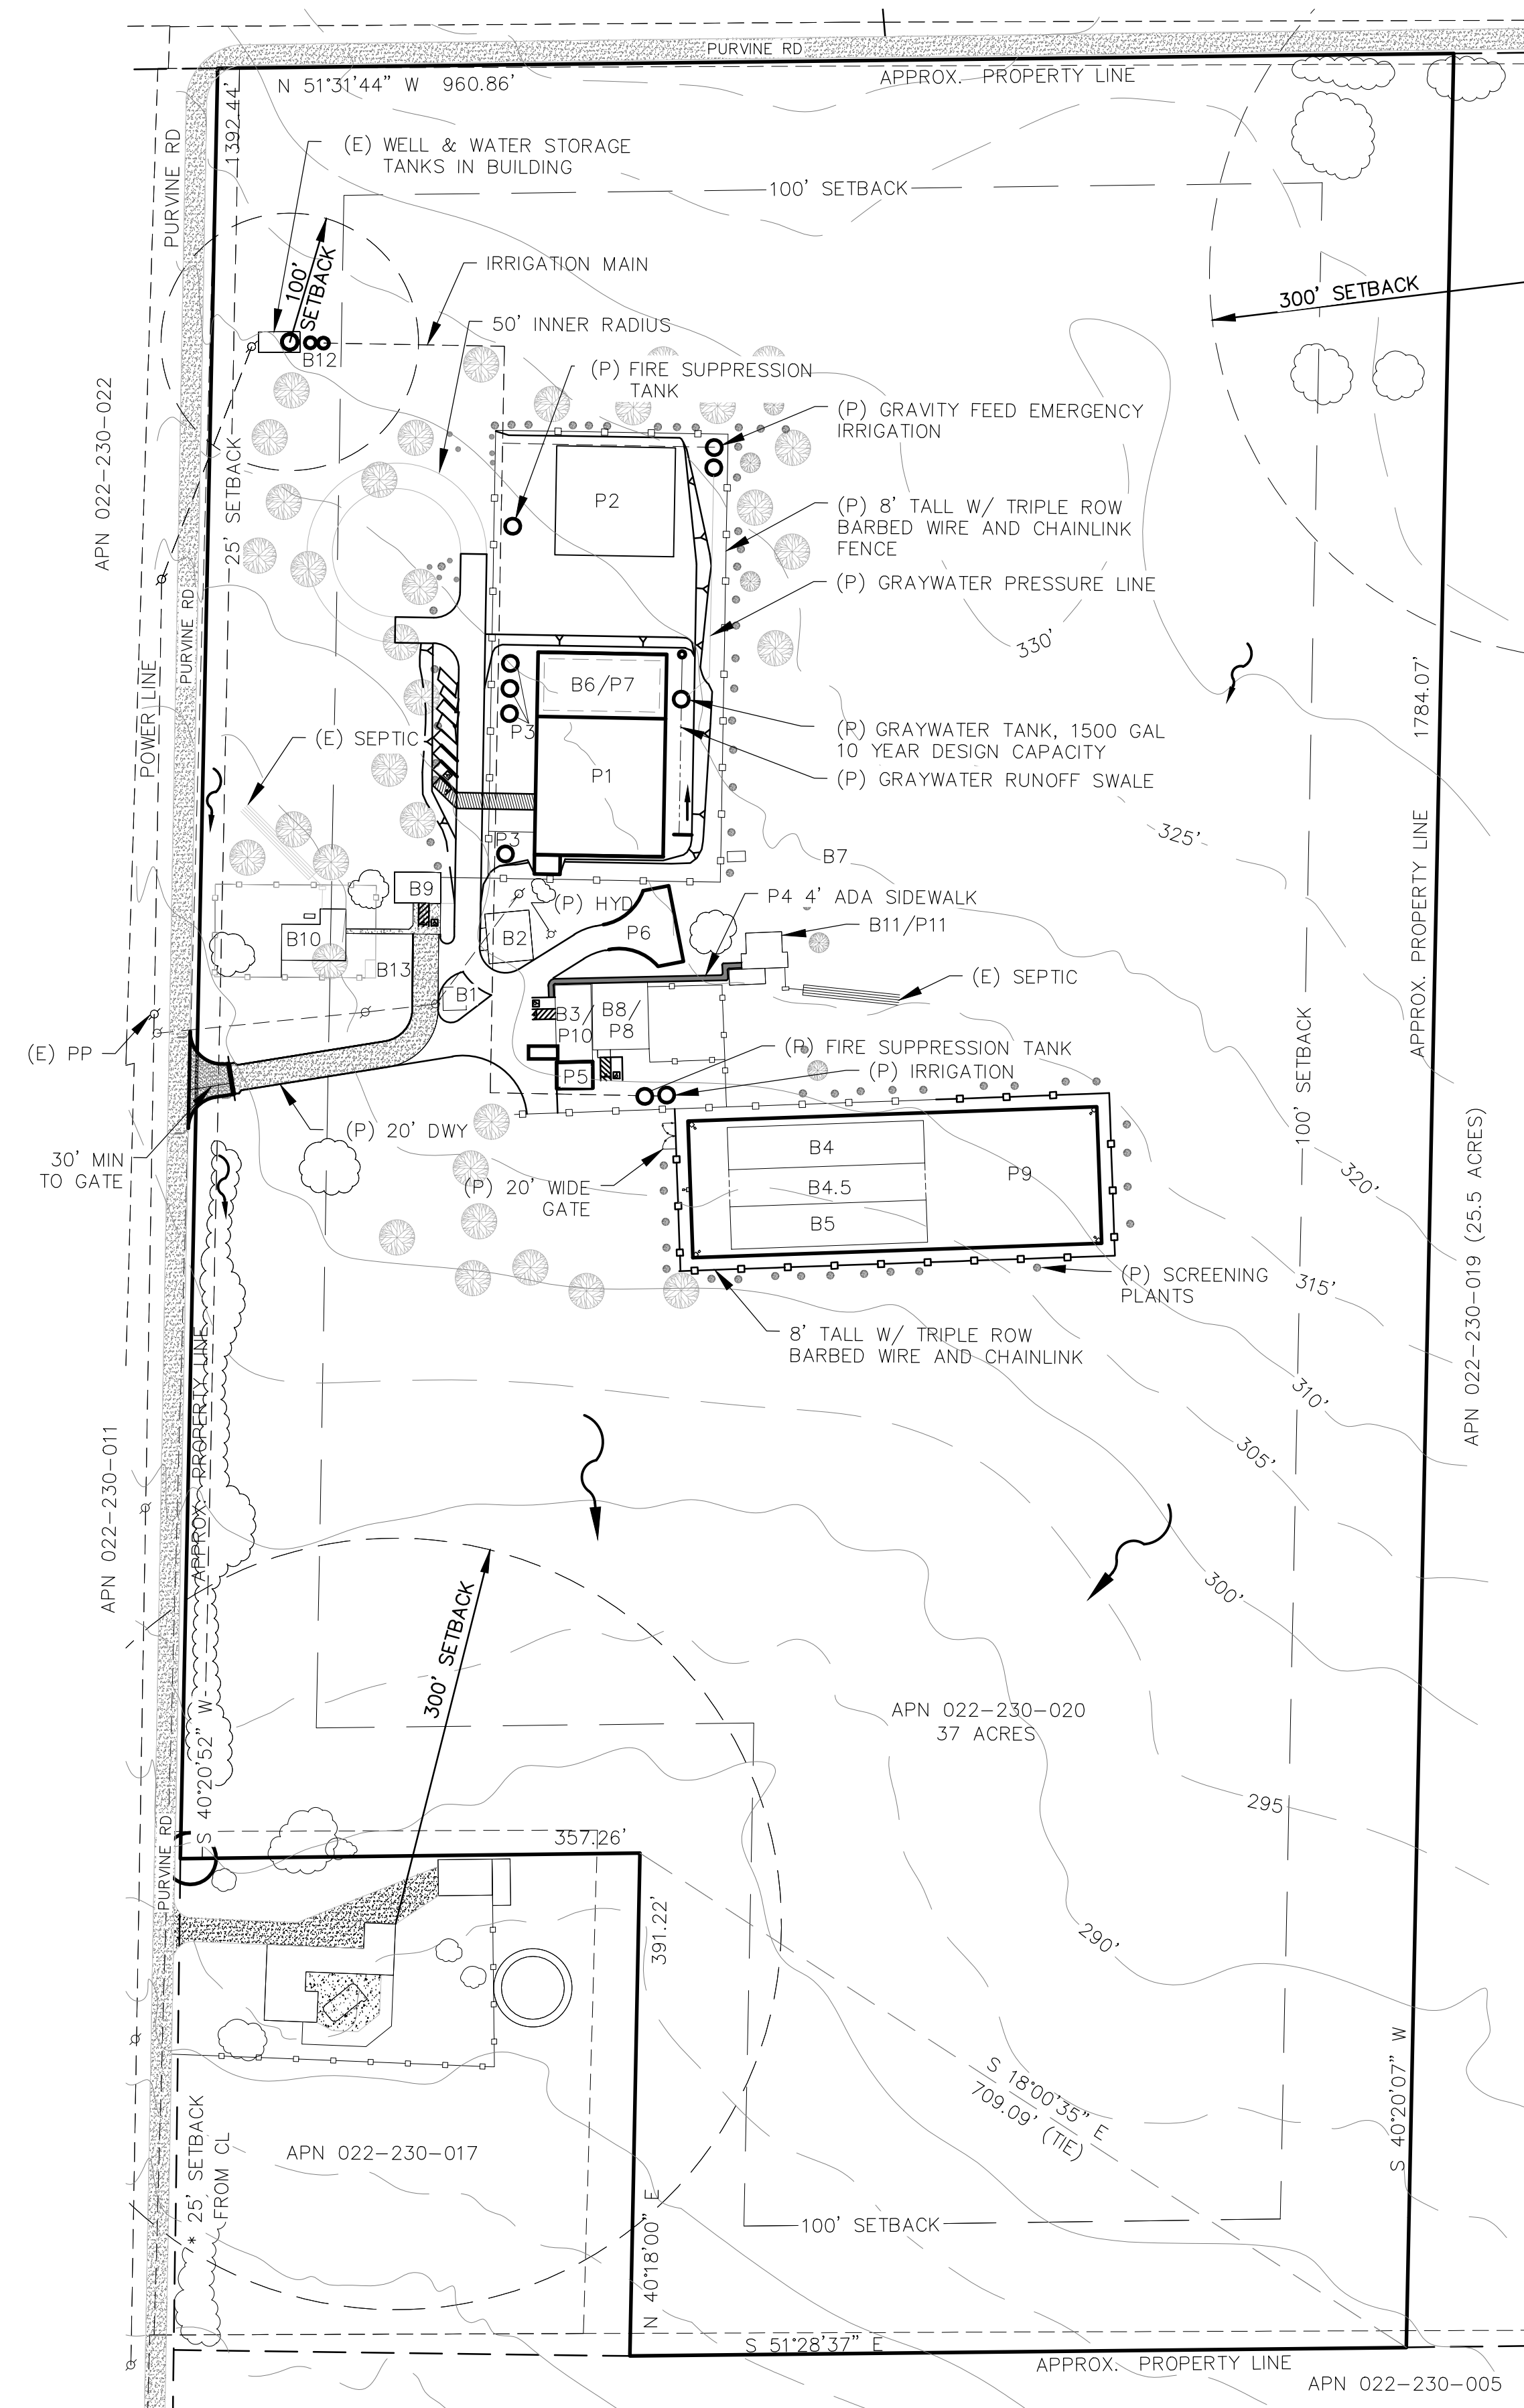 PURVINE RD
N 51°31'44" W 960.86'
APPROX. PROPERTY LINE
1392.44'
PURVINE RD
(E) WELL & WATER STORAGE
TANKS IN BUILDING
100' SETBACK
100'
SETBACK
IRRIGATION MAIN
300' SETBACK
50' INNER RADIUS
B12
(P) FIRE SUPPRESSION
TANK
APN 022-230-022
25' SETBACK
(P) GRAVITY FEED EMERGENCY
IRRIGATION
P2
(P) 8' TALL W/ TRIPLE ROW
BARBED WIRE AND CHAINLINK
FENCE
(P) GRAYWATER PRESSURE LINE
PURVINE RD
330'
POWER LINE
B6/P7
1784.07'
P3
(P) GRAYWATER TANK, 1500 GAL
10 YEAR DESIGN CAPACITY
(E) SEPTIC
P1
(P) GRAYWATER RUNOFF SWALE
325'
P3
B7
APPROX. PROPERTY LINE
B9
P4 4' ADA SIDEWALK
(P) HYD
B11/P11
B10
B2
P6
B13
(E) SEPTIC
B1
B3/
P10
B8/
P8
(E) PP
(P) FIRE SUPPRESSION TANK
100' SETBACK
(P) IRRIGATION
P5
(P) 20' DWY
30' MIN
TO GATE
B4
P9
320'
(P) 20' WIDE
GATE
B4.5
B5
APN 022-230-019 (25.5 ACRES)
(P) SCREENING
PLANTS
315'
8' TALL W/ TRIPLE ROW
BARBED WIRE AND CHAINLINK
310'
APPROX. PROPERTY LINE
305'
APN 022-230-011
300'
300' SETBACK
S 40°20'52" W
APN 022-230-020
37 ACRES
295
357.26'
PURVINE RD
391.22'
290'
S 18°00'35" E
709.09' (TIE)
S 40°20'07" W
* 25' SETBACK
FROM CL
APN 022-230-017
N 40°18'00" E
100' SETBACK
S 51°28'37" E
APPROX. PROPERTY LINE
APN 022-230-005